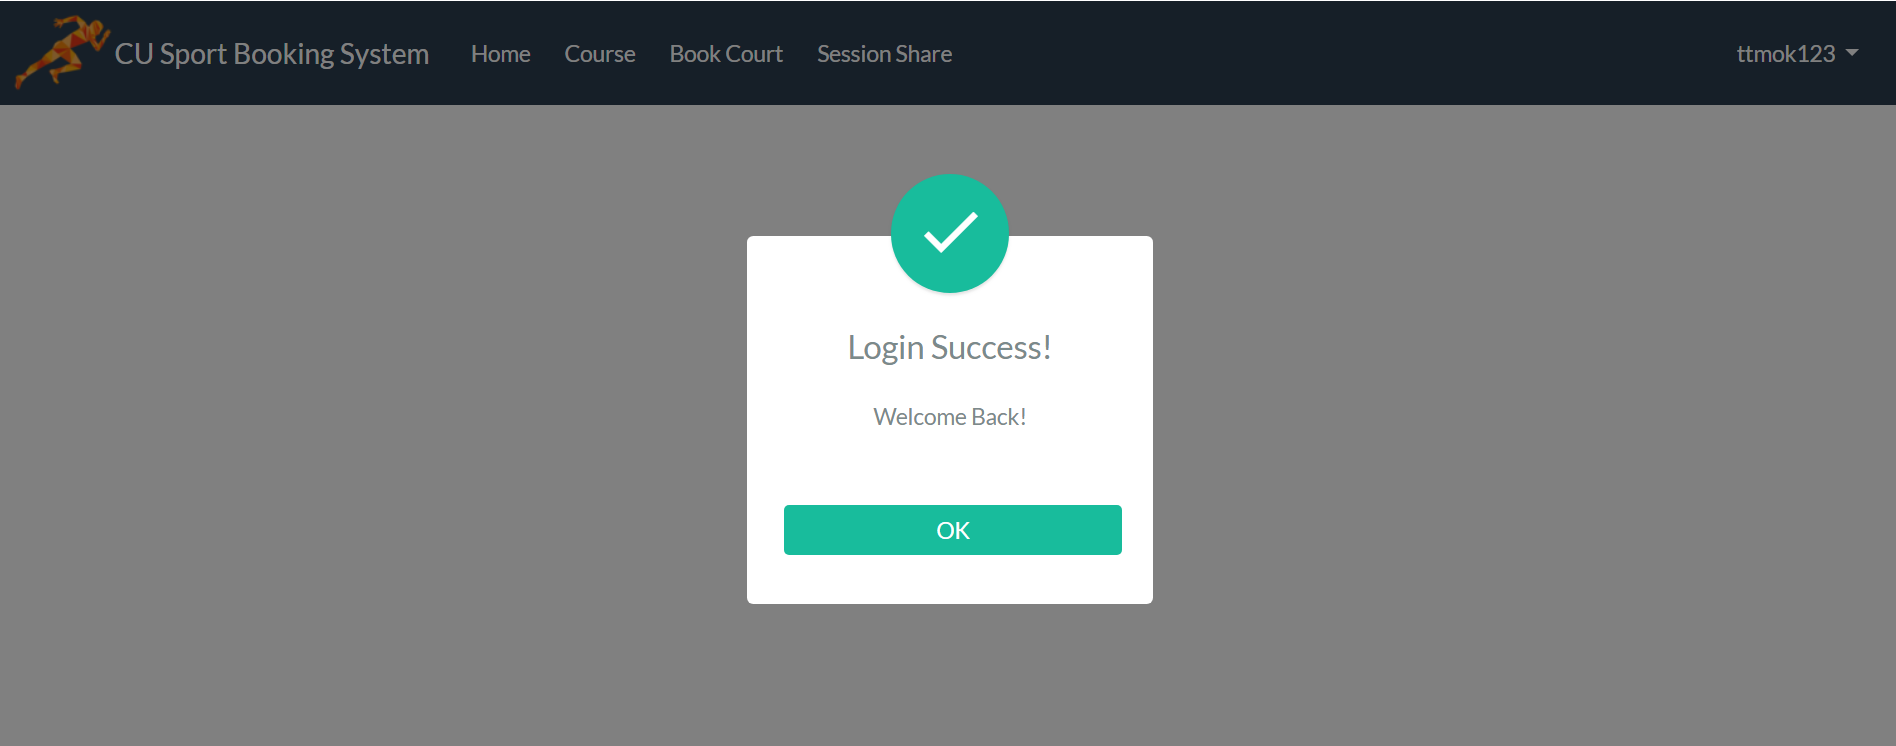 CU Sport Booking System Home Course Book Court Session Share ttmok123
Login Success!
Welcome Back!
OK